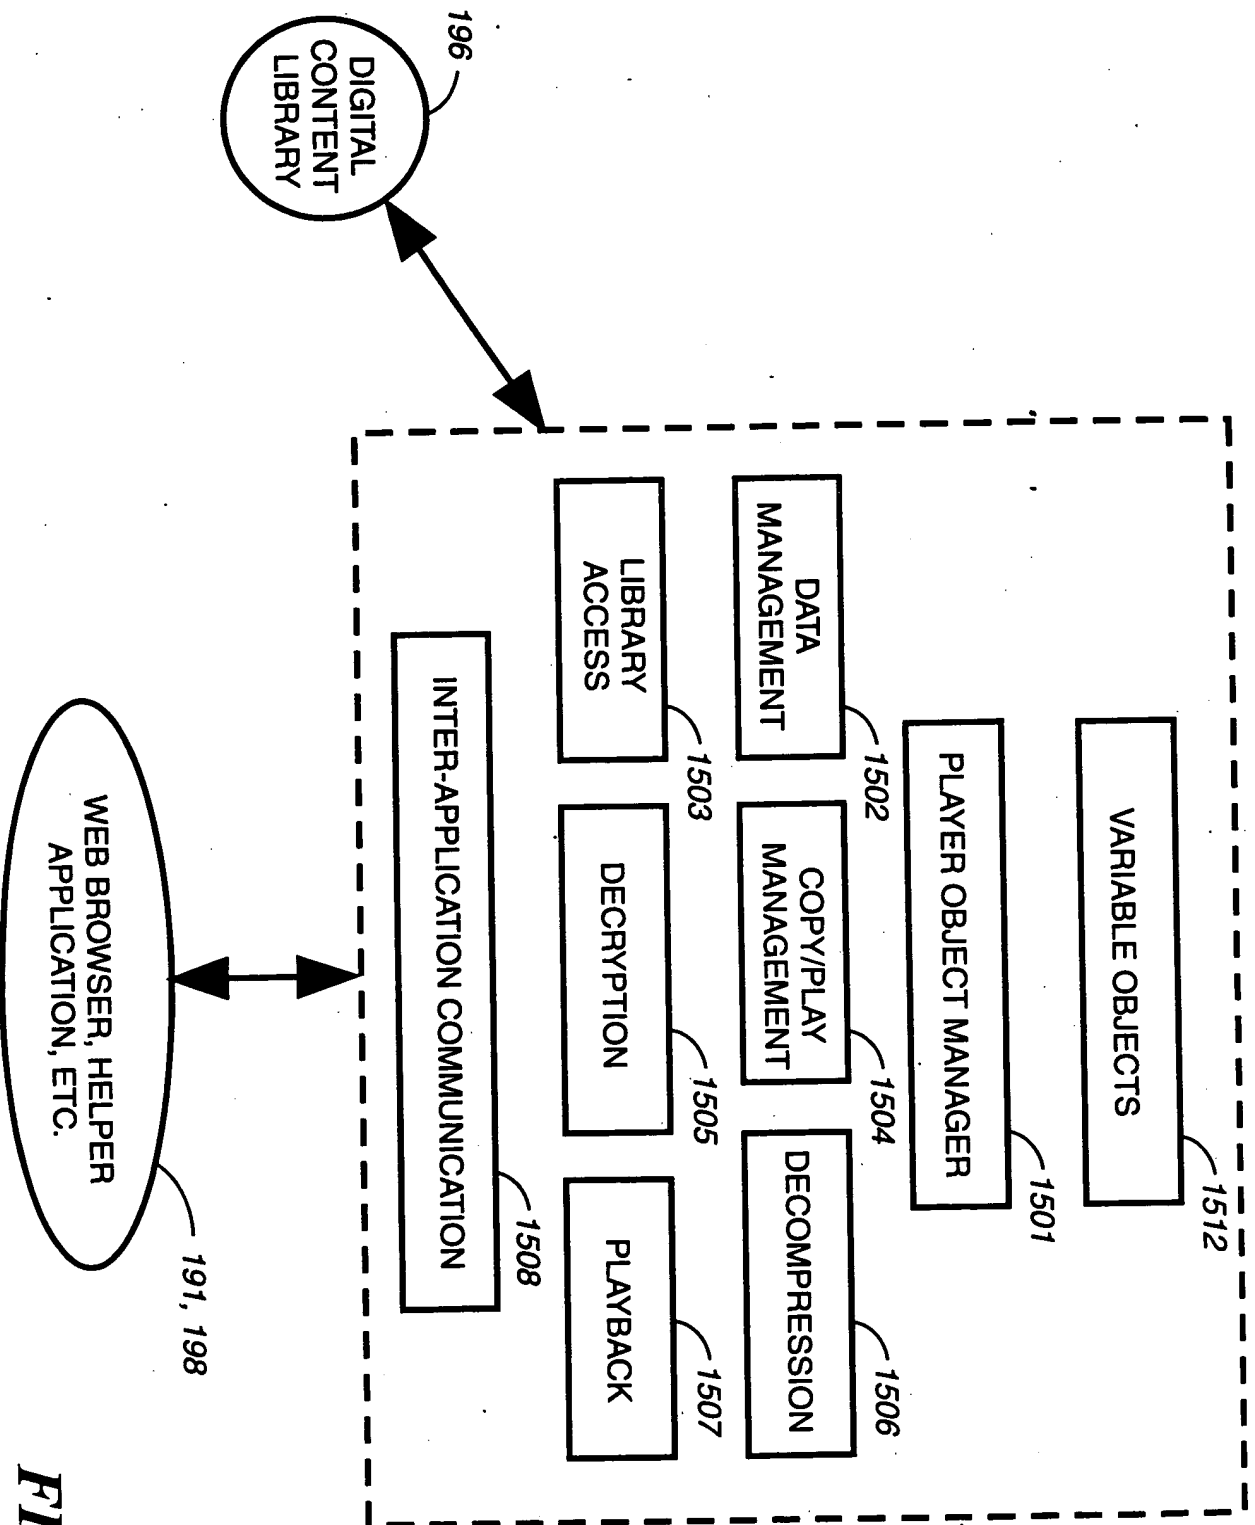 VARIABLE OBJECTS
1512
PLAYER OBJECT MANAGER
1501
DATA
MANAGEMENT
1502
COPY/PLAY
MANAGEMENT
1504
DECOMPRESSION
1506
LIBRARY
ACCESS
1503
DECRYPTION
1505
PLAYBACK
1507
INTER-APPLICATION COMMUNICATION
1508
196
DIGITAL
CONTENT
LIBRARY
WEB BROWSER, HELPER
APPLICATION, ETC.
191, 198
FI